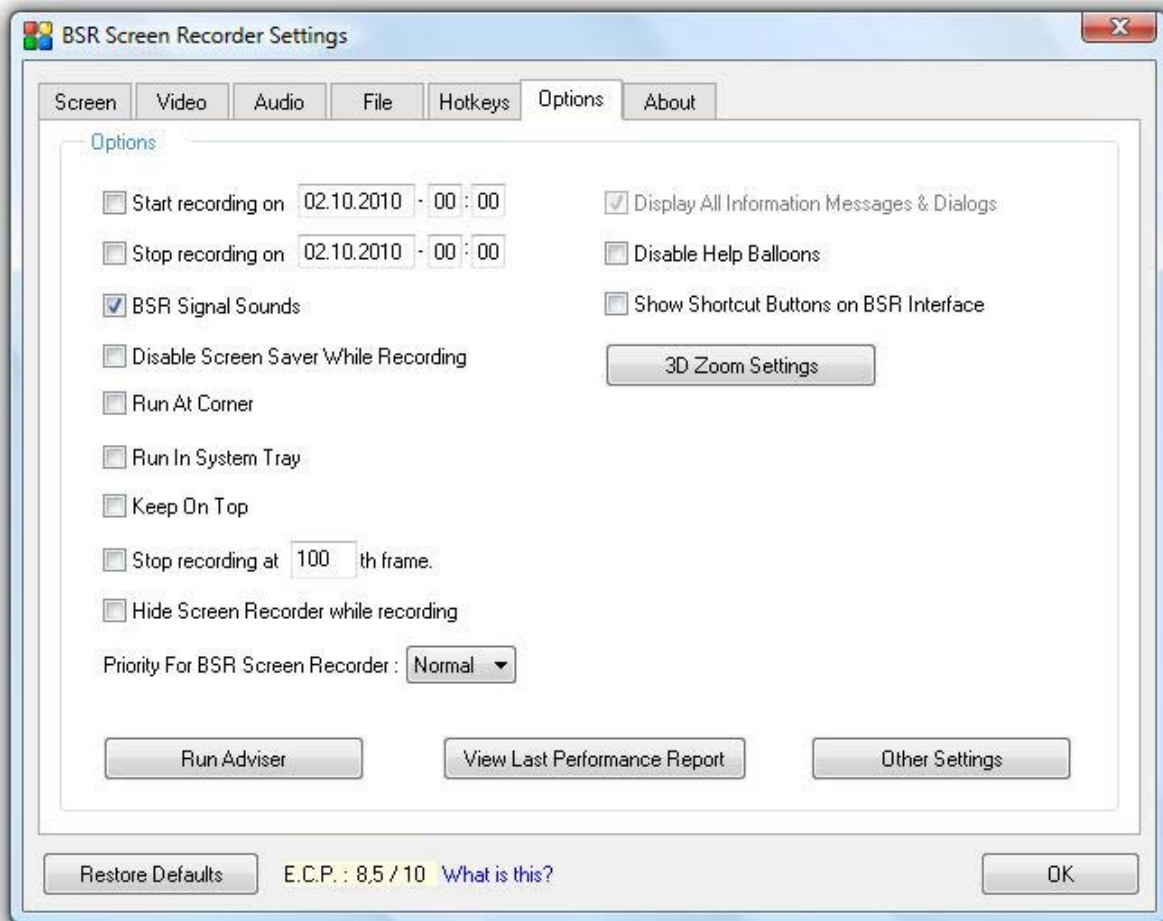 BSR Screen Recorder Settings
X
Screen Video Audio File Hotkeys Options About
Options
Start recording on 02.10.2010 - 00 : 00
Display All Information Messages & Dialogs
Stop recording on 02.10.2010 - 00 : 00
Disable Help Balloons
BSR Signal Sounds
Show Shortcut Buttons on BSR Interface
Disable Screen Saver While Recording
3D Zoom Settings
Run At Corner
Run In System Tray
Keep On Top
Stop recording at 100 th frame.
Hide Screen Recorder while recording
Priority For BSR Screen Recorder : Normal
Run Adviser
View Last Performance Report
Other Settings
Restore Defaults
E.C.P. : 8,5 / 10 What is this?
OK